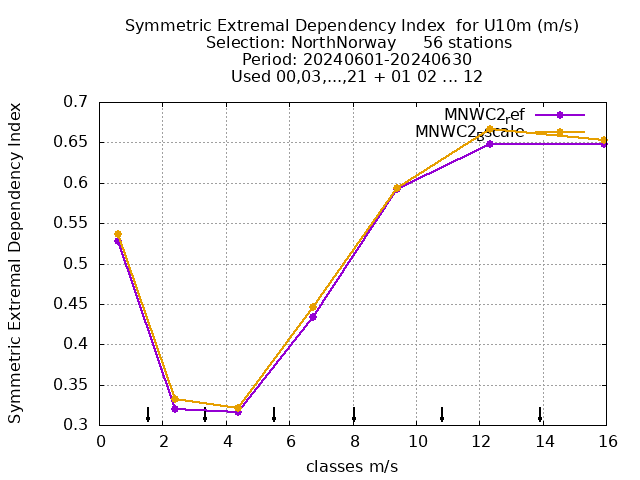 Symmetric Extremal Dependency Index  for U10m (m/s)
Selection: NorthNorway     56 stations
Period: 20240601-20240630
Used 00,03,...,21 + 01 02 ... 12
Symmetric Extremal Dependency Index
0.7
0.65
0.6
0.55
0.5
0.45
0.4
0.35
0.3
MNWC2ref
MNWC2sscale
0 2 4 6 8 10 12 14 16
classes m/s